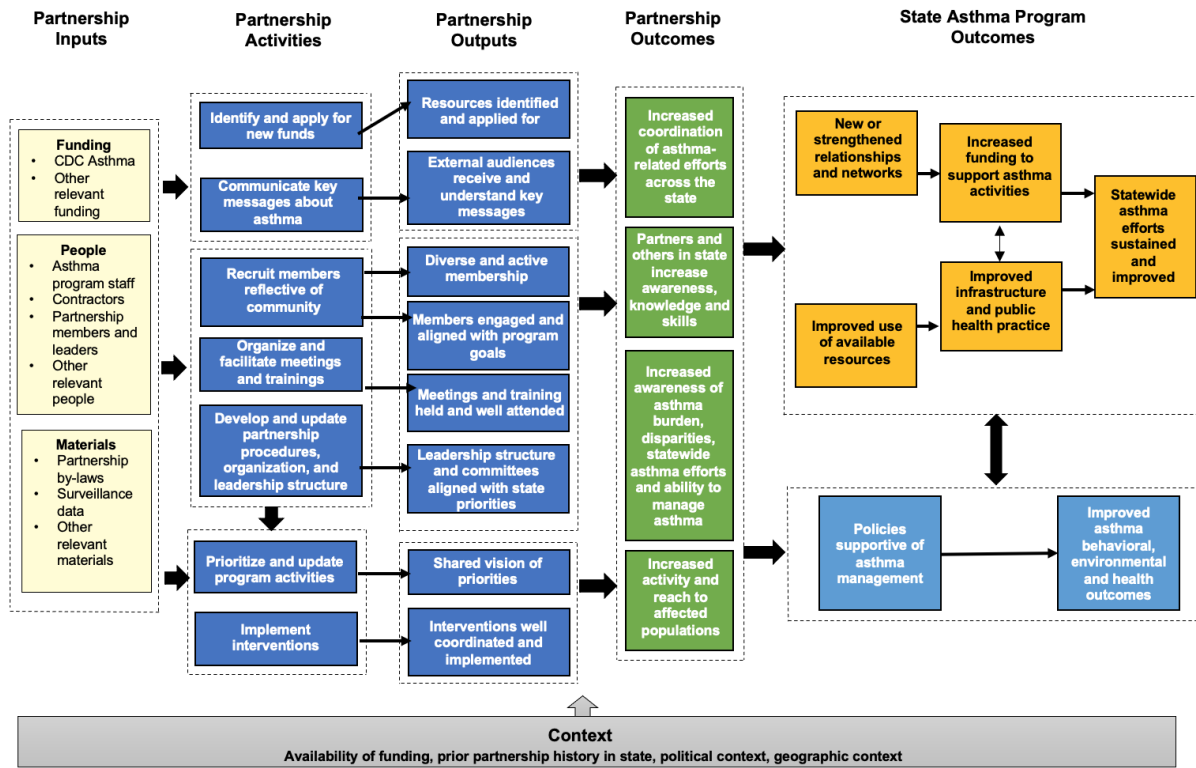 Partnership
Inputs
Partnership
Activities
Partnership
Outputs
Partnership
Outcomes
State Asthma Program
Outcomes
Funding
• CDC Asthma
• Other
relevant
funding
People
• Asthma
program staff
• Contractors
• Partnership
members and
leaders
• Other
relevant
people
Materials
• Partnership
by-laws
• Surveillance
data
• Other
relevant
materials
Identify and apply for
new funds
Communicate key
messages about
asthma
Recruit members
reflective of
community
Organize and
facilitate meetings
and trainings
Develop and update
partnership
procedures,
organization, and
leadership structure
Prioritize and update
program activities
Implement
interventions
Resources identified
and applied for
External audiences
receive and
understand key
messages
Diverse and active
membership
Members engaged and
aligned with program
goals
Meetings and training
held and well attended
Leadership structure
and committees
aligned with state
priorities
Shared vision of
priorities
Interventions well
coordinated and
implemented
Increased
coordination
of asthma-
related efforts
across the
state
Partners and
others in state
increase
awareness,
knowledge and
skills
Increased
awareness of
asthma
burden,
disparities,
statewide
asthma efforts
and ability to
manage
asthma
Increased
activity and
reach to
affected
populations
New or
strengthened
relationships
and networks
Increased
funding to
support asthma
activities
Statewide
asthma
efforts
sustained
and
improved
Improved
infrastructure
and public
health practice
Improved use
of available
resources
Policies
supportive of
asthma
management
Improved
asthma
behavioral,
environmental
and health
outcomes
Context
Availability of funding, prior partnership history in state, political context, geographic context